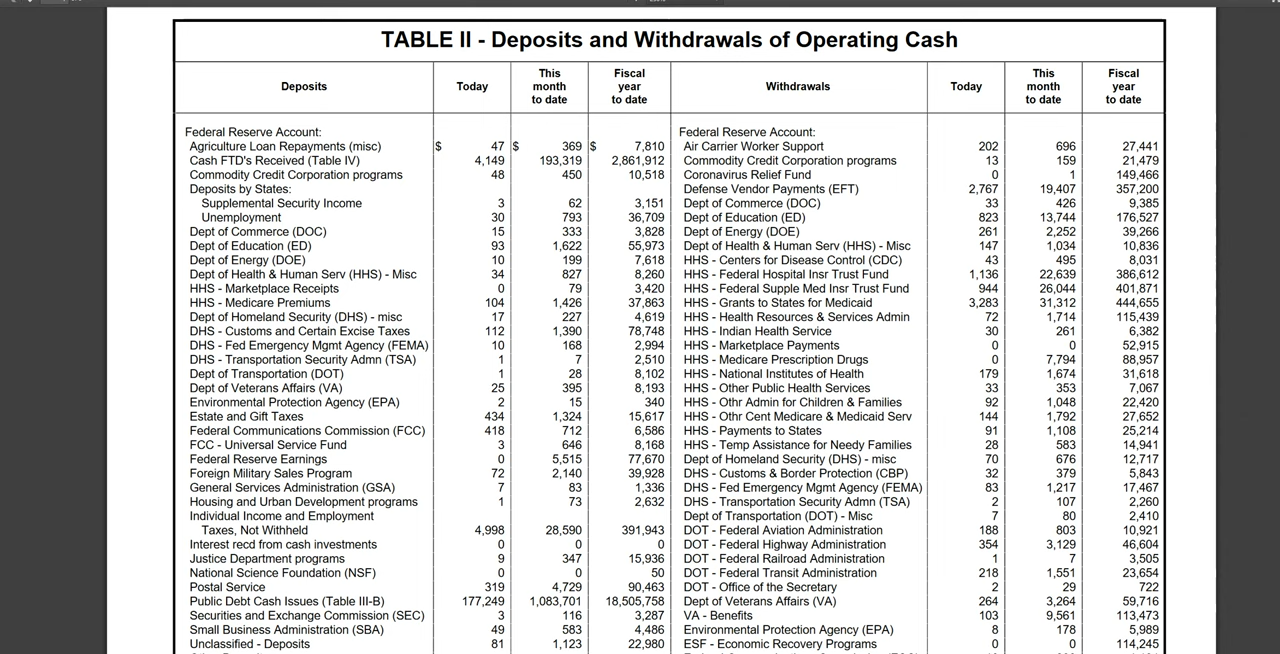 TABLE II - Deposits and Withdrawals of Operating Cash
Deposits Today This month to date Fiscal year to date Withdrawals Today This month to date Fiscal year to date
Federal Reserve Account: Federal Reserve Account:
Agriculture Loan Repayments (misc) $ 47 $ 369 $ 7,810 Air Carrier Worker Support 202 696 27,441
Cash FTD's Received (Table IV) 4,149 193,319 2,861,912 Commodity Credit Corporation programs 13 159 21,479
Commodity Credit Corporation programs 48 450 10,518 Coronavirus Relief Fund 0 1 149,466
Deposits by States: Defense Vendor Payments (EFT) 2,767 19,407 357,200
Supplemental Security Income 3 62 3,151 Dept of Commerce (DOC) 33 426 9,385
Unemployment 30 793 36,709 Dept of Education (ED) 823 13,744 176,527
Dept of Commerce (DOC) 15 333 3,828 Dept of Energy (DOE) 261 2,252 39,266
Dept of Education (ED) 93 1,622 55,973 Dept of Health & Human Serv (HHS) - Misc 147 1,034 10,836
Dept of Energy (DOE) 10 199 7,618 HHS - Centers for Disease Control (CDC) 43 495 8,031
Dept of Health & Human Serv (HHS) - Misc 34 827 8,260 HHS - Federal Hospital Insr Trust Fund 1,136 22,639 386,612
HHS - Marketplace Receipts 0 79 3,420 HHS - Federal Supple Med Insr Trust Fund 944 26,044 401,871
HHS - Medicare Premiums 104 1,426 37,863 HHS - Grants to States for Medicaid 3,283 31,312 444,655
Dept of Homeland Security (DHS) - misc 17 227 4,619 HHS - Health Resources & Services Admin 72 1,714 115,439
DHS - Customs and Certain Excise Taxes 112 1,390 78,748 HHS - Indian Health Service 30 261 6,382
DHS - Fed Emergency Mgmt Agency (FEMA) 10 168 2,994 HHS - Marketplace Payments 0 0 52,915
DHS - Transportation Security Admn (TSA) 1 7 2,510 HHS - Medicare Prescription Drugs 0 7,794 88,957
Dept of Transportation (DOT) 1 28 8,102 HHS - National Institutes of Health 179 1,674 31,618
Dept of Veterans Affairs (VA) 25 395 8,193 HHS - Other Public Health Services 33 353 7,067
Environmental Protection Agency (EPA) 2 15 340 HHS - Othr Admin for Children & Families 92 1,048 22,420
Estate and Gift Taxes 434 1,324 15,617 HHS - Othr Cent Medicare & Medicaid Serv 144 1,792 27,652
Federal Communications Commission (FCC) 418 712 6,586 HHS - Payments to States 91 1,108 25,214
FCC - Universal Service Fund 3 646 8,168 HHS - Temp Assistance for Needy Families 28 583 14,941
Federal Reserve Earnings 0 5,515 77,670 Dept of Homeland Security (DHS) - misc 70 676 12,717
Foreign Military Sales Program 72 2,140 39,928 DHS - Customs & Border Protection (CBP) 32 379 5,843
General Services Administration (GSA) 7 83 1,336 DHS - Fed Emergency Mgmt Agency (FEMA) 83 1,217 17,467
Housing and Urban Development programs 1 73 2,632 DHS - Transportation Security Admn (TSA) 2 107 2,260
Individual Income and Employment Dept of Transportation (DOT) - Misc 7 80 2,410
Taxes, Not Withheld 4,998 28,590 391,943 DOT - Federal Aviation Administration 188 803 10,921
Interest recd from cash investments 0 0 0 DOT - Federal Highway Administration 354 3,129 46,604
Justice Department programs 9 347 15,936 DOT - Federal Railroad Administration 1 7 3,505
National Science Foundation (NSF) 0 0 50 DOT - Federal Transit Administration 218 1,551 23,654
Postal Service 319 4,729 90,463 DOT - Office of the Secretary 2 29 722
Public Debt Cash Issues (Table III-B) 177,249 1,083,701 18,505,758 Dept of Veterans Affairs (VA) 264 3,264 59,716
Securities and Exchange Commission (SEC) 3 116 3,287 VA - Benefits 103 9,561 113,473
Small Business Administration (SBA) 49 583 4,486 Environmental Protection Agency (EPA) 8 178 5,989
Unclassified - Deposits 81 1,123 22,980 ESF - Economic Recovery Programs 0 0 114,245